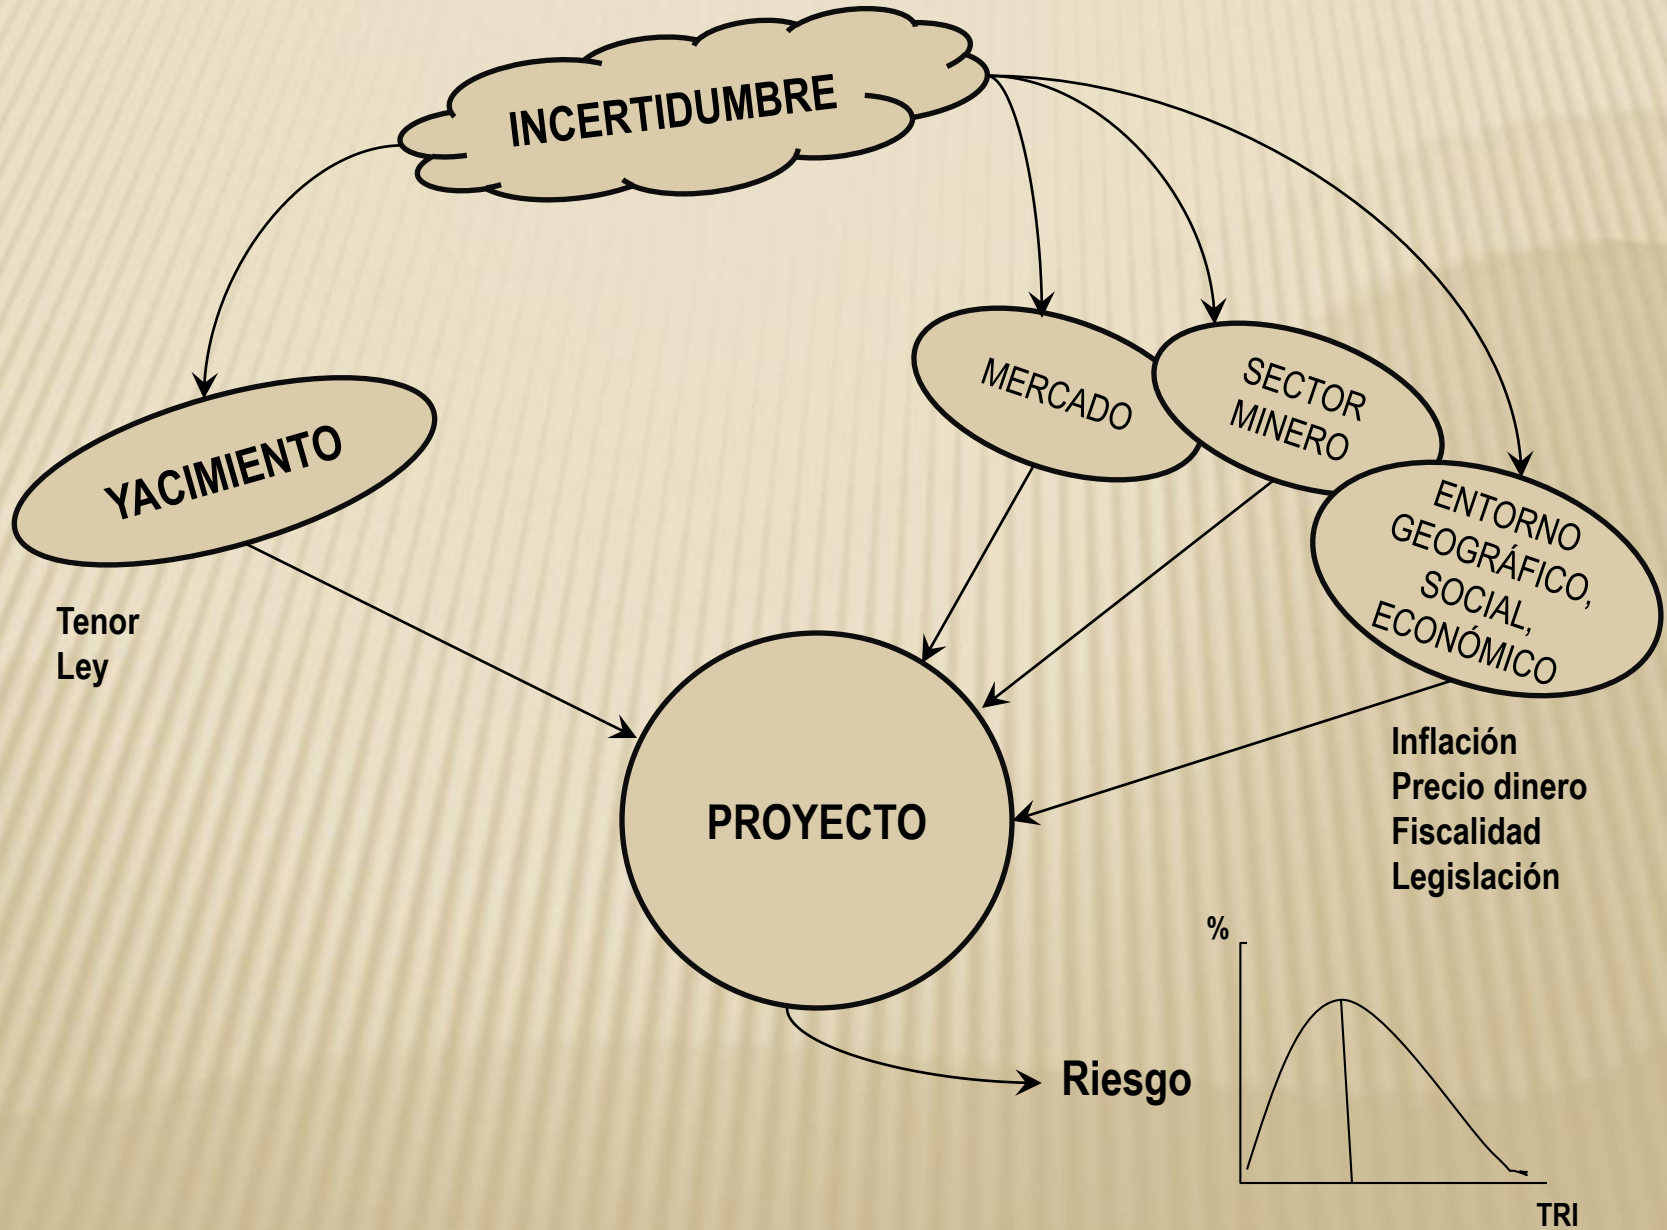 INCERTIDUMBRE
YACIMIENTO
Tenor
Ley
MERCADO
SECTOR
MINERO
ENTORNO
GEOGRÁFICO,
SOCIAL,
ECONÓMICO
Inflación
Precio dinero
Fiscalidad
Legislación
PROYECTO
Riesgo
%
TRI